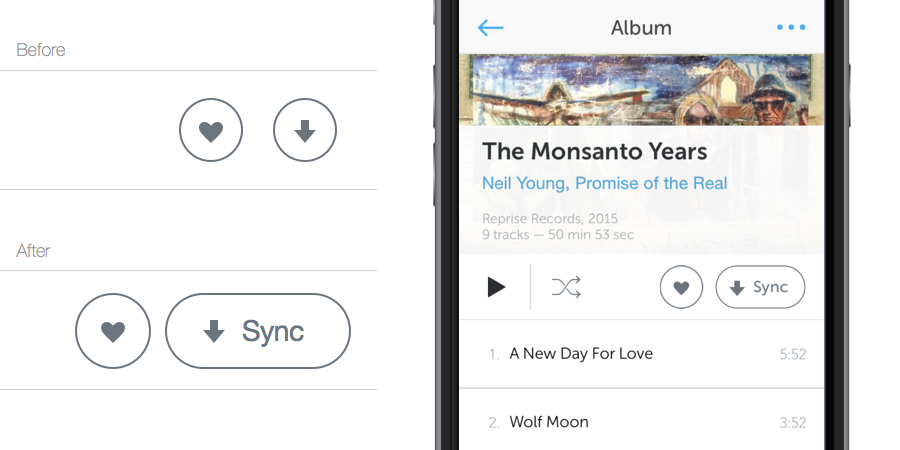 Before
After
Sync
Album
The Monsanto Years
Neil Young, Promise of the Real
Reprise Records, 2015
9 tracks — 50 min 53 sec
Sync
1. A New Day For Love 5:52
2. Wolf Moon 3:52